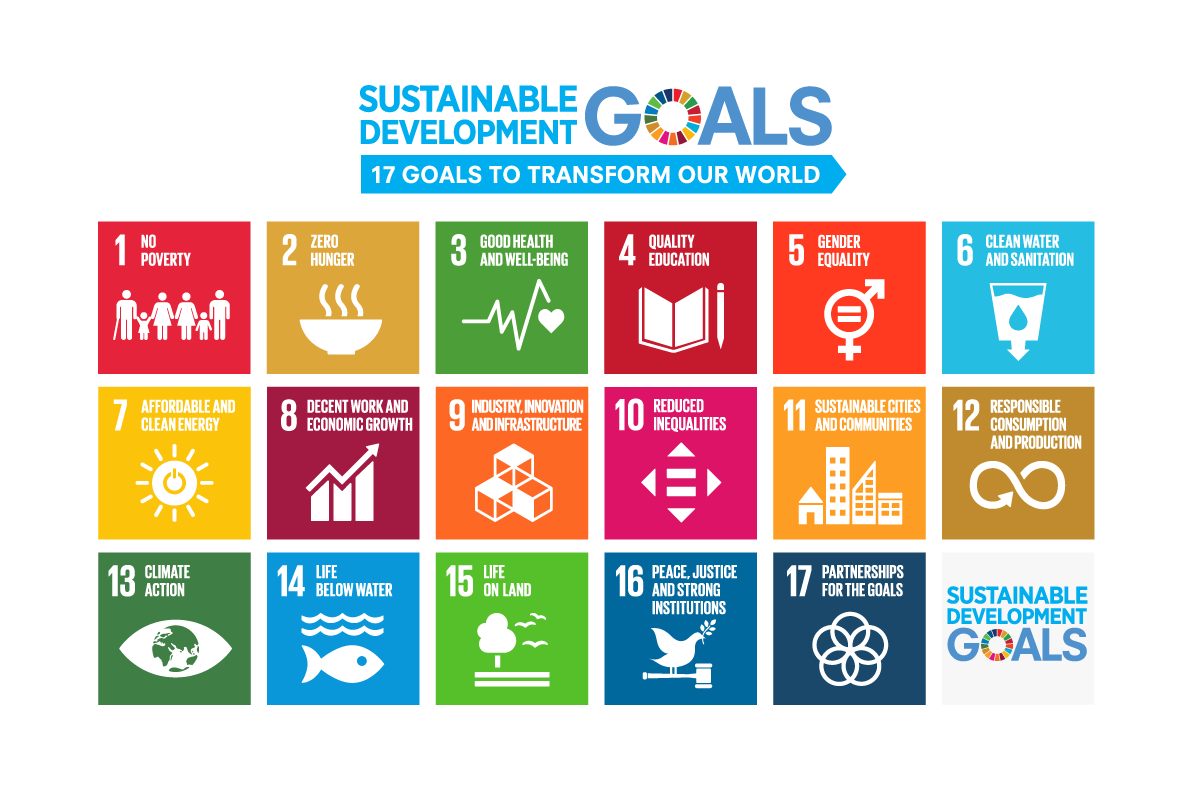 SUSTAINABLE
DEVELOPMENT
GOALS
17 GOALS TO TRANSFORM OUR WORLD
1 NO
POVERTY
2 ZERO
HUNGER
3 GOOD HEALTH
AND WELL-BEING
4 QUALITY
EDUCATION
5 GENDER
EQUALITY
6 CLEAN WATER
AND SANITATION
7 AFFORDABLE AND
CLEAN ENERGY
8 DECENT WORK AND
ECONOMIC GROWTH
9 INDUSTRY, INNOVATION
AND INFRASTRUCTURE
10 REDUCED
INEQUALITIES
11 SUSTAINABLE CITIES
AND COMMUNITIES
12 RESPONSIBLE
CONSUMPTION
AND PRODUCTION
13 CLIMATE
ACTION
14 LIFE
BELOW WATER
15 LIFE
ON LAND
16 PEACE, JUSTICE
AND STRONG
INSTITUTIONS
17 PARTNERSHIPS
FOR THE GOALS
SUSTAINABLE
DEVELOPMENT
GOALS